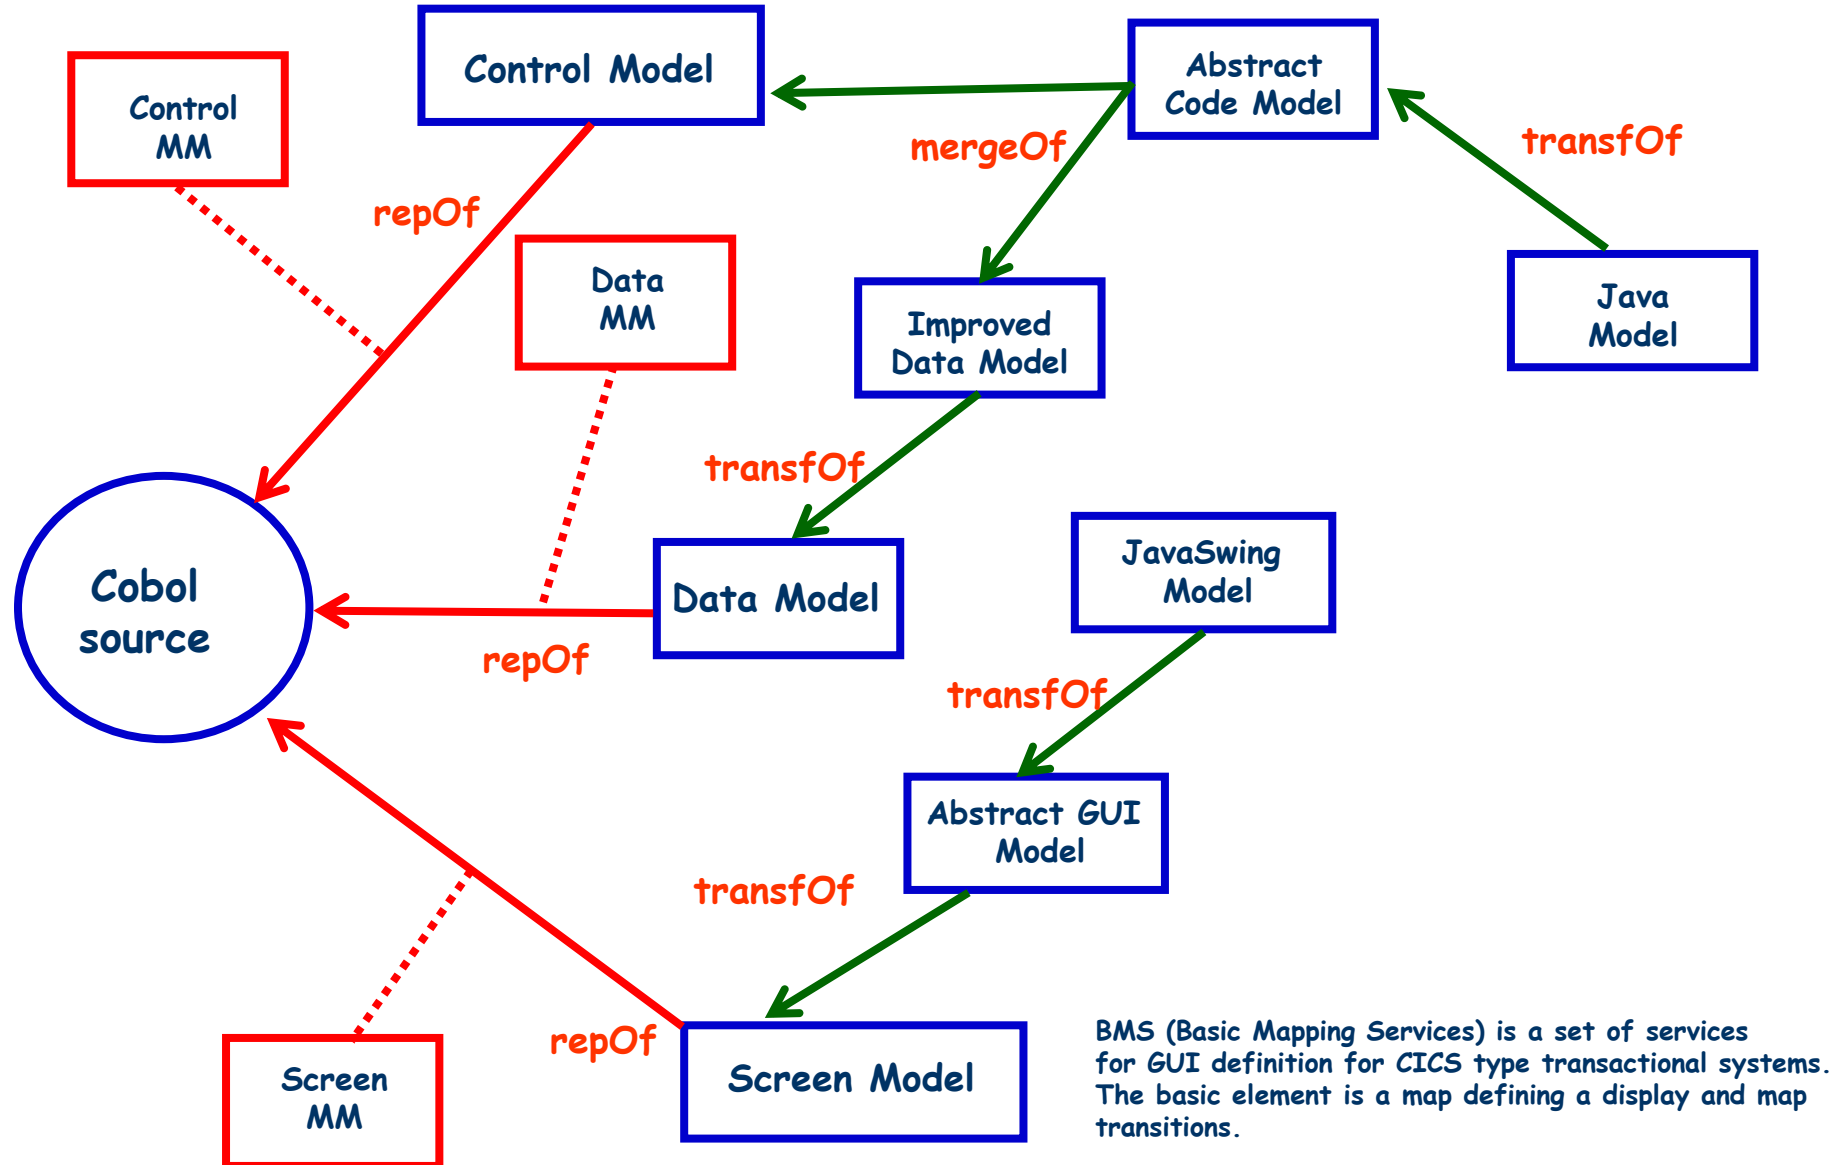 Control Model
Abstract
Code Model
Control
MM
mergeOf
transfOf
repOf
Data
MM
Improved
Data Model
Java
Model
transfOf
Cobol
source
Data Model
JavaSwing
Model
repOf
transfOf
Abstract GUI
Model
transfOf
repOf
Screen Model
Screen
MM
BMS (Basic Mapping Services) is a set of services
for GUI definition for CICS type transactional systems.
The basic element is a map defining a display and map
transitions.